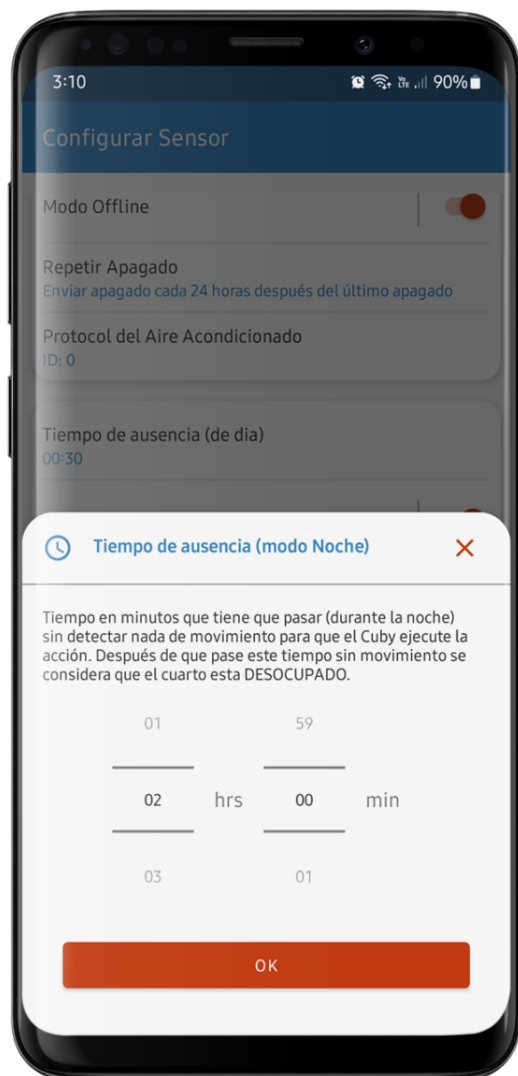 3:10
Vo
LTE
90%
Configurar Sensor
Modo Offline
Repetir Apagado
Enviar apagado cada 24 horas después del último apagado
Protocol del Aire Acondicionado
ID: 0
Tiempo de ausencia (de dia)
00:30
Tiempo de ausencia (modo Noche)
Tiempo en minutos que tiene que pasar (durante la noche)
sin detectar nada de movimiento para que el Cuby ejecute la
acción. Después de que pase este tiempo sin movimiento se
considera que el cuarto esta DESOCUPADO.
01 59
02 hrs 00 min
03 01
OK